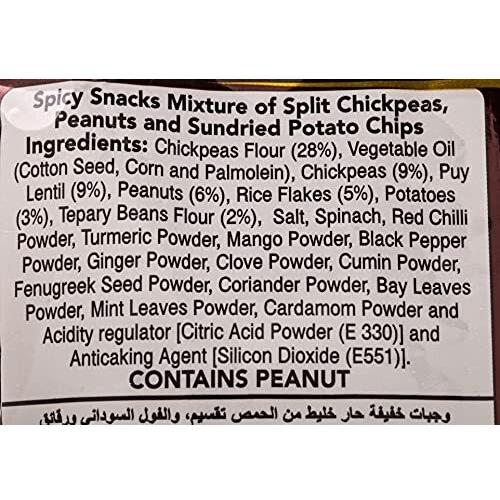 Spicy Snacks Mixture of Split Chickpeas,
Peanuts and Sundried Potato Chips
Ingredients: Chickpeas Flour (28%), Vegetable Oil
(Cotton Seed, Corn and Palmolein), Chickpeas (9%), Puy
Lentil (9%), Peanuts (6%), Rice Flakes (5%), Potatoes
(3%), Tepary Beans Flour (2%), Salt, Spinach, Red Chilli
Powder, Turmeric Powder, Mango Powder, Black Pepper
Powder, Ginger Powder, Clove Powder, Cumin Powder,
Fenugreek Seed Powder, Coriander Powder, Bay Leaves
Powder, Mint Leaves Powder, Cardamom Powder and
Acidity regulator [Citric Acid Powder (E 330)] and
Anticaking Agent [Silicon Dioxide (E551)].
CONTAINS PEANUT
وجبات خفيفة حار خليط من الحمص تقسيم، والفول السوداني ورقائق